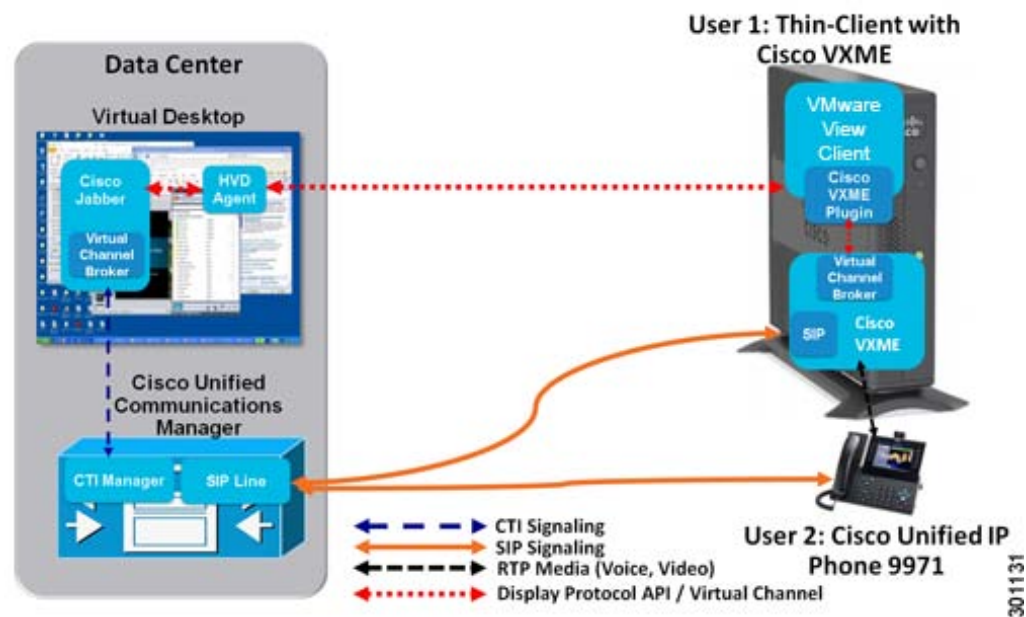 User 1: Thin-Client with
Cisco VXME
Data Center
Virtual Desktop
Cisco
Jabber
HVD
Agent
Virtual
Channel
Broker
VMware
View
Client
Cisco
VXME
Plugin
CISCO
Virtual
Channel
Broker
SIP
Cisco
VXME
Cisco Unified
Communications
Manager
CTI Manager
SIP Line
CTI Signaling
SIP Signaling
RTP Media (Voice, Video)
Display Protocol API / Virtual Channel
User 2: Cisco Unified IP
Phone 9971
301131